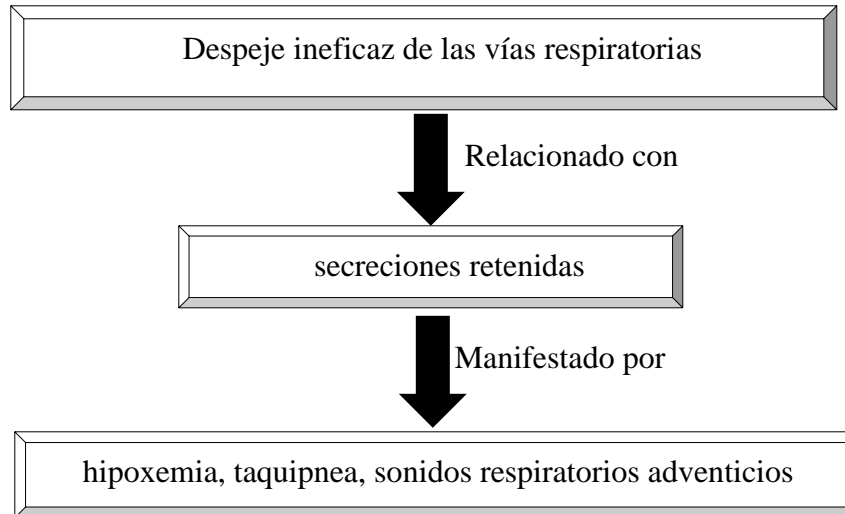 Despeje ineficaz de las vías respiratorias
Relacionado con
secreciones retenidas
Manifestado por
hipoxemia, taquipnea, sonidos respiratorios adventicios